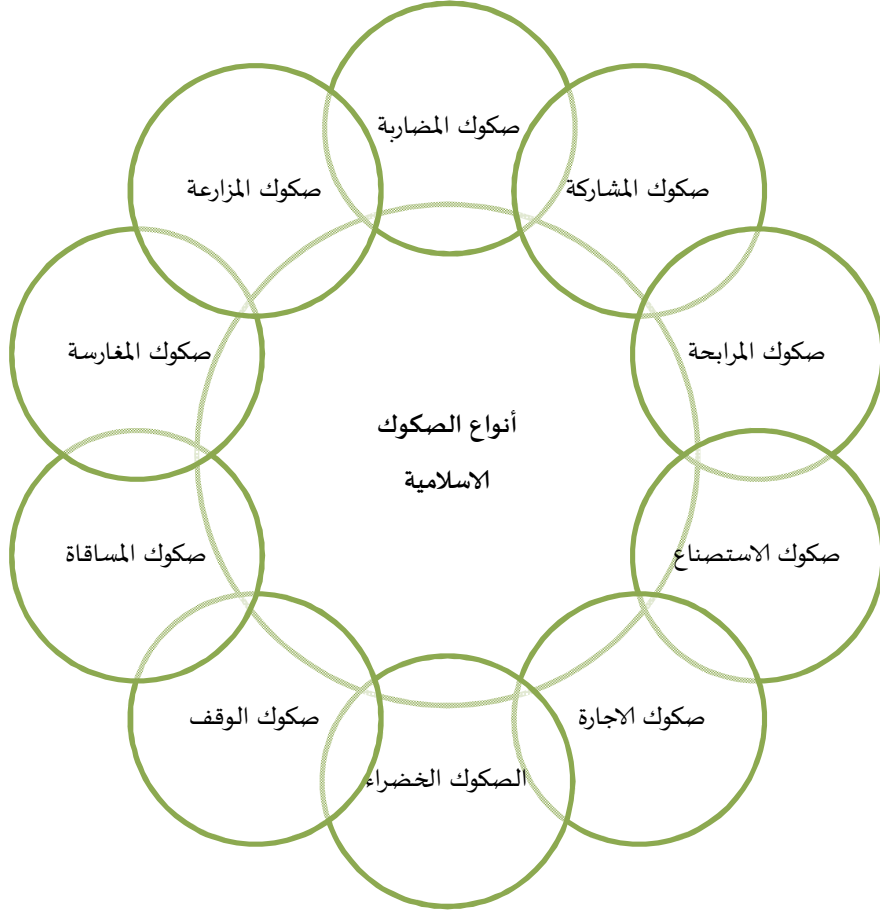 صكوك المضاربة
صكوك المشاركة
صكوك المزارعة
صكوك المرابحة
صكوك المغارسة
أنواع الصكوك
الاسلامية
صكوك الاستصناع
صكوك المساقاة
صكوك الاجارة
صكوك الوقف
الصكوك الخضراء